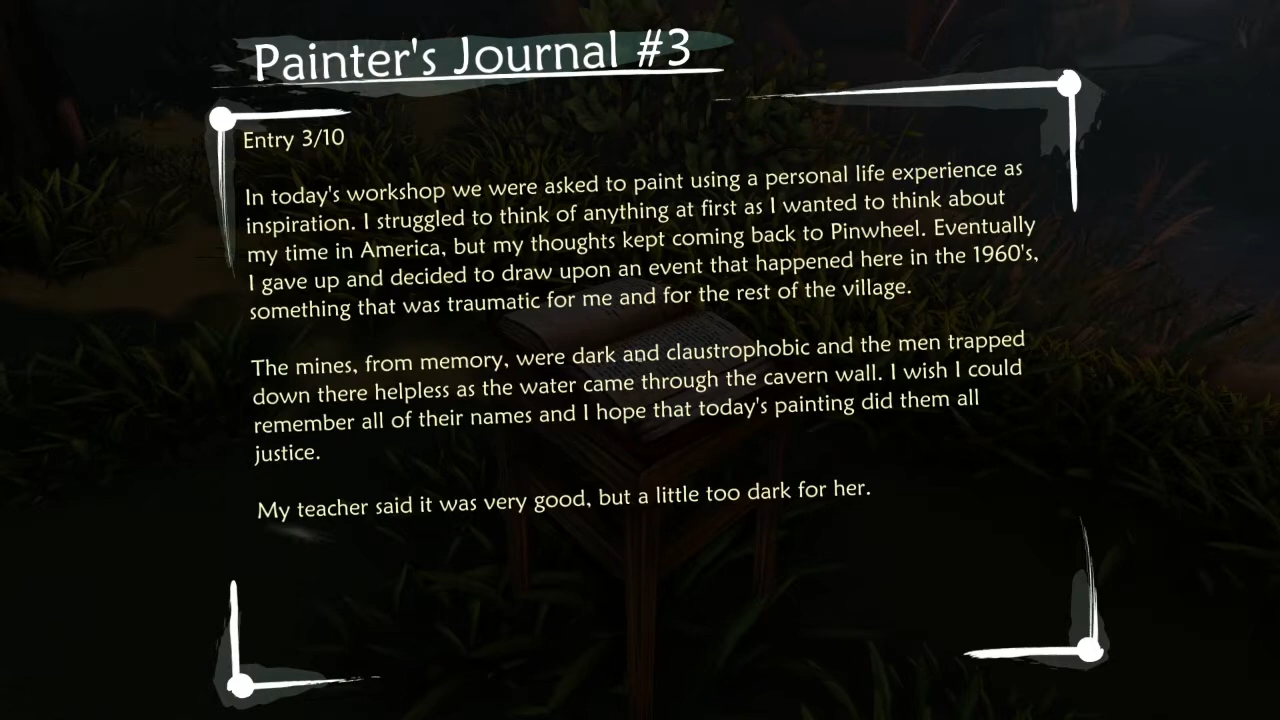 Painter's Journal #3
Entry 3/10
In today's workshop we were asked to paint using a personal life experience as
inspiration. I struggled to think of anything at first as I wanted to think about
my time in America, but my thoughts kept coming back to Pinwheel. Eventually
I gave up and decided to draw upon an event that happened here in the 1960's,
something that was traumatic for me and for the rest of the village.
The mines, from memory, were dark and claustrophobic and the men trapped
down there helpless as the water came through the cavern wall. I wish I could
remember all of their names and I hope that today's painting did them all
justice.
My teacher said it was very good, but a little too dark for her.